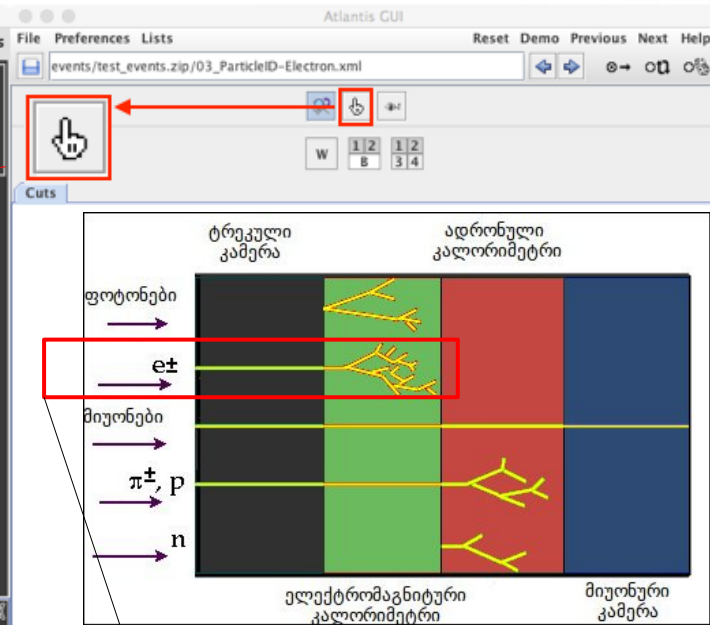 Atlantis GUI
File Preferences Lists Reset Demo Previous Next Help
events/test_events.zip/03_ParticleID-Electron.xml
W 1 2 1 2
B 3 4
Cuts
ტრეკული
კამერა
ადრონული
კალორიმეტრი
ფოტონები
e±
მიუონები
π±, p
n
ელექტრომაგნიტური
კალორიმეტრი
მიუონური
კამერა